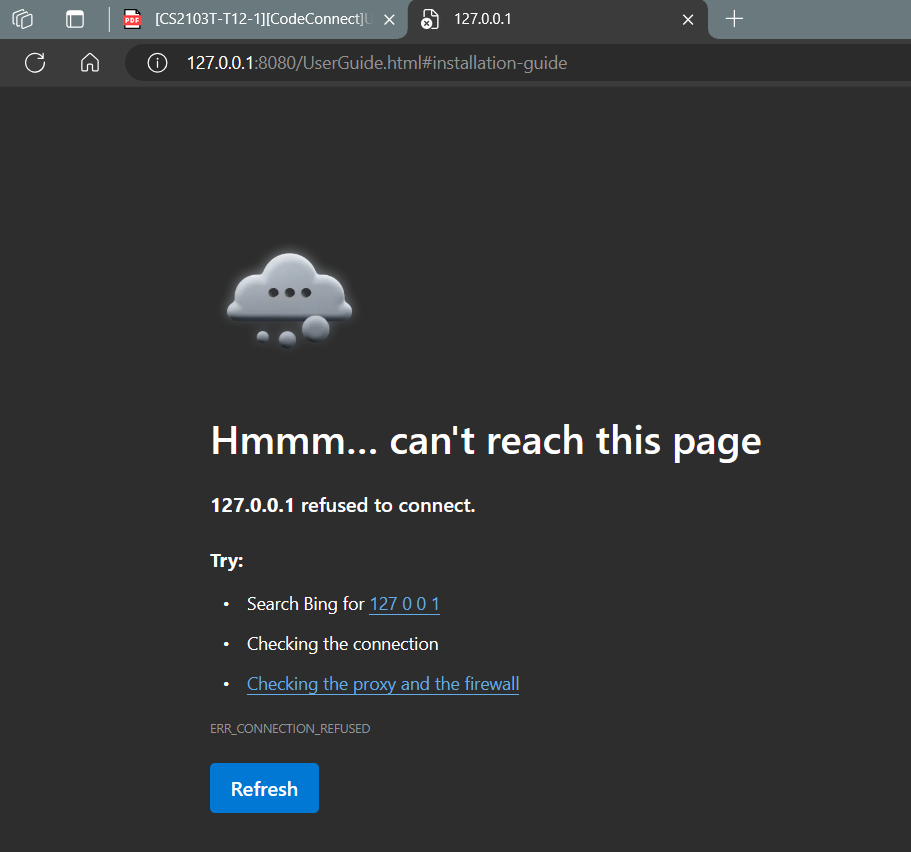 PDF
[CS2103T-T12-1][CodeConnect]U
127.0.0.1
127.0.0.1:8080/UserGuide.html#installation-guide
Hmmm... can't reach this page
127.0.0.1 refused to connect.
Try:
• Search Bing for 127 0 0 1
• Checking the connection
• Checking the proxy and the firewall
ERR_CONNECTION_REFUSED
Refresh